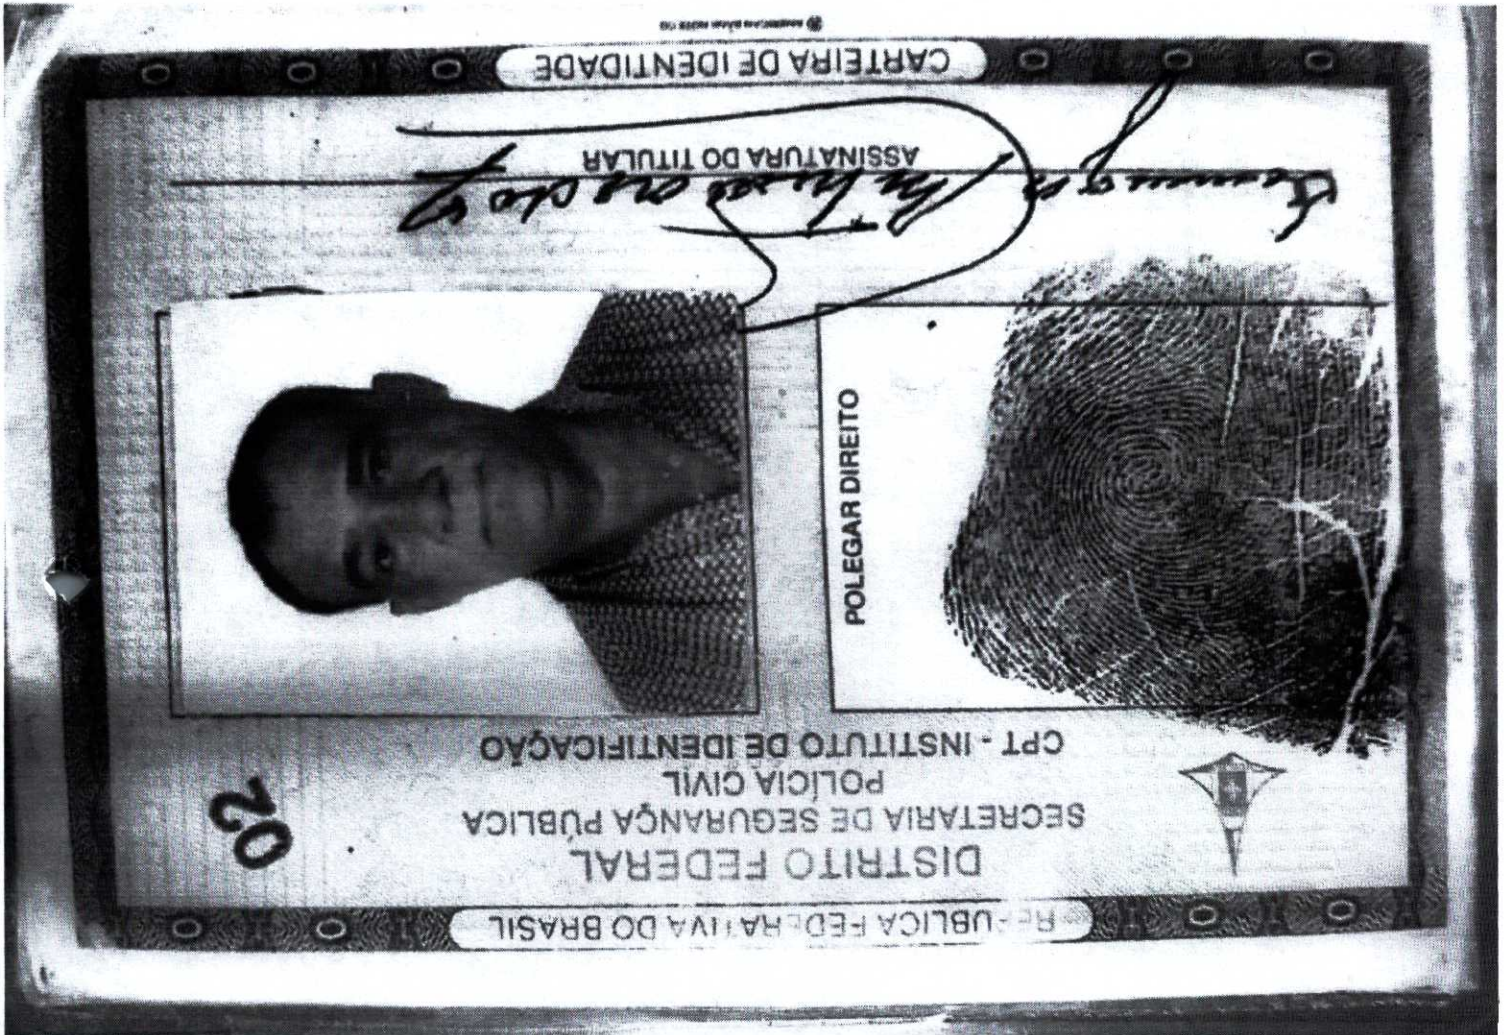 REPÚBLICA FEDERATIVA DO BRASIL
DISTRITO FEDERAL
SECRETARIA DE SEGURANÇA PÚBLICA
POLÍCIA CIVIL
CPT - INSTITUTO DE IDENTIFICAÇÃO
02
POLEGAR DIREITO
ASSINATURA DO TITULAR
CARTEIRA DE IDENTIDADE